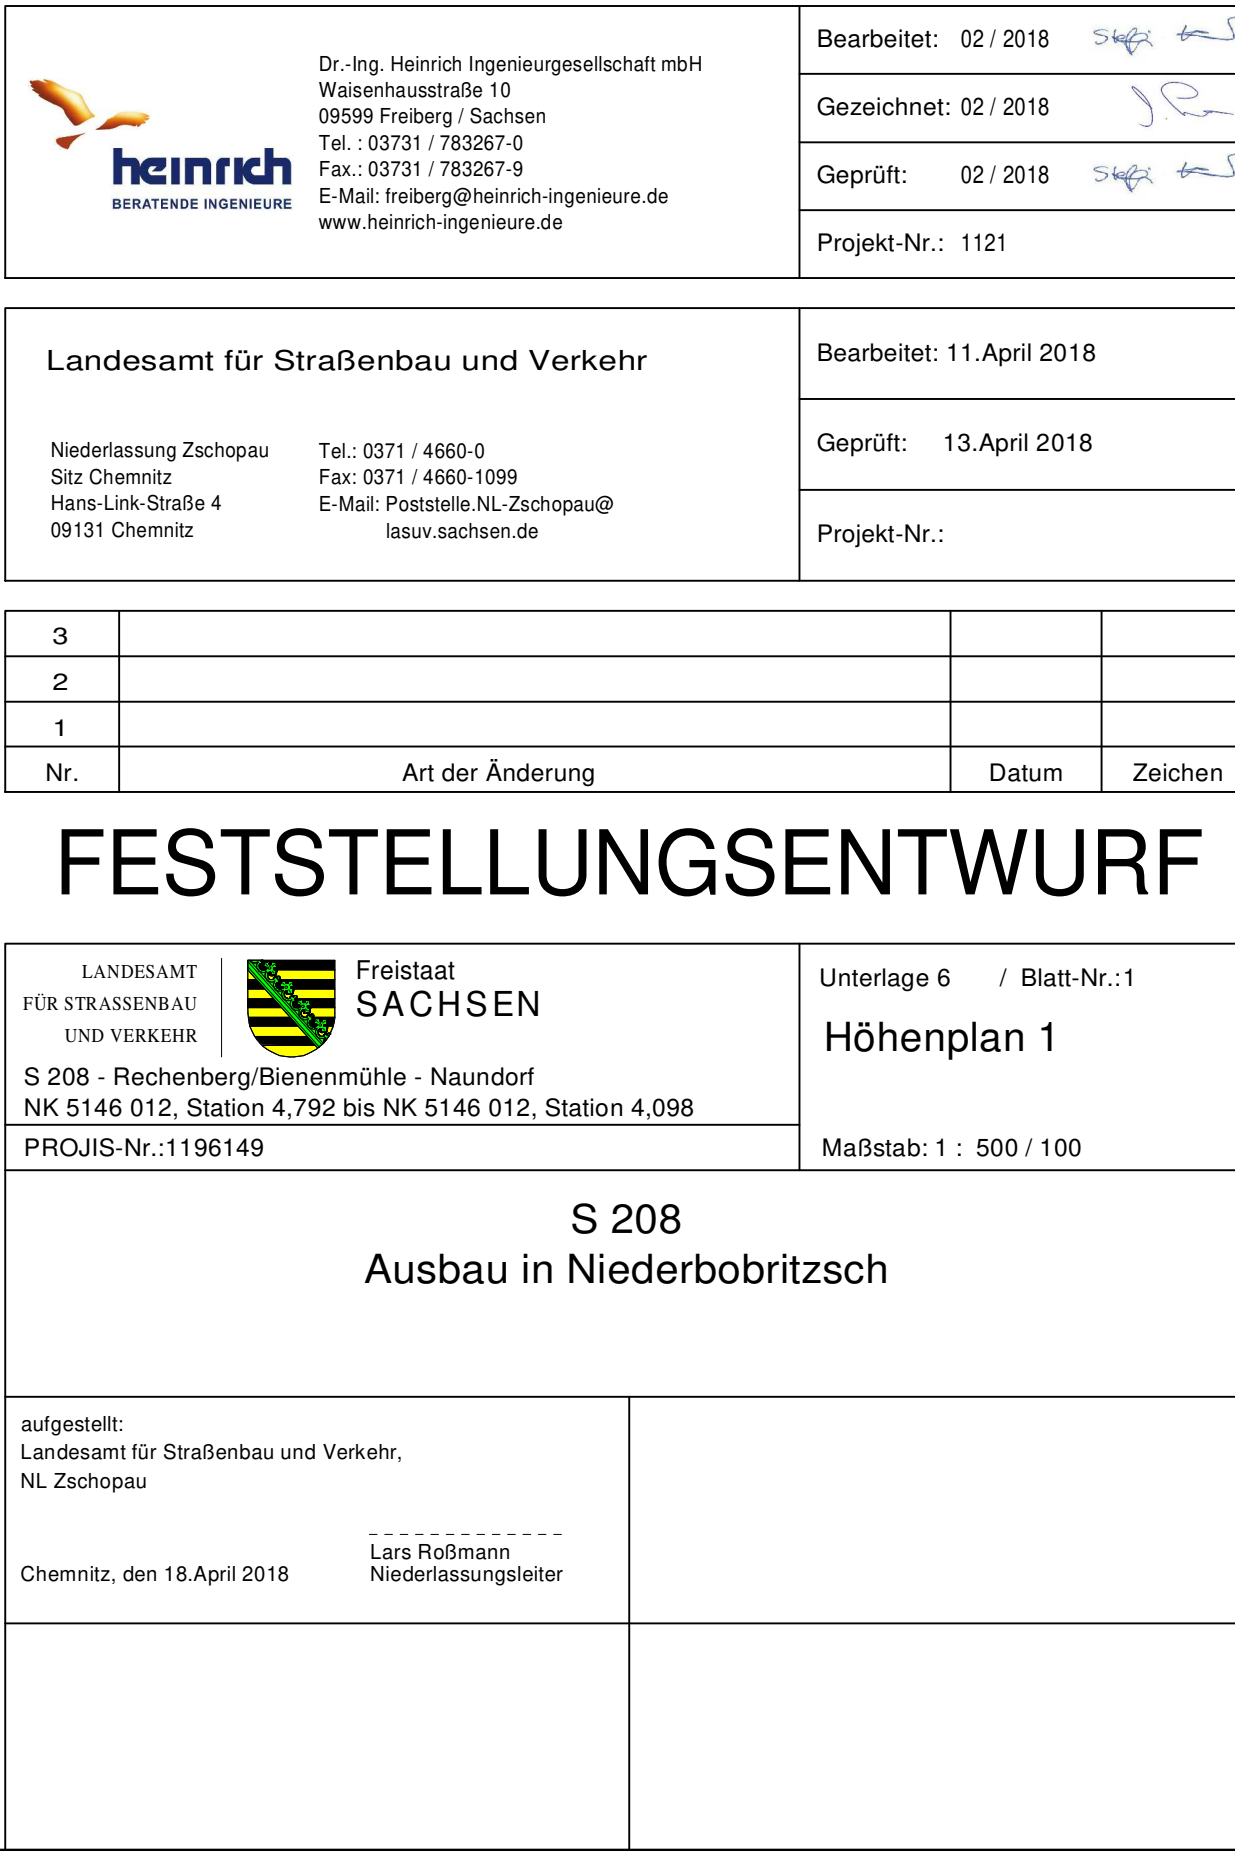 heinrich
BERATENDE INGENIEURE
Dr.-Ing. Heinrich Ingenieurgesellschaft mbH
Waisenhausstraße 10
09599 Freiberg / Sachsen
Tel. : 03731 / 783267-0
Fax.: 03731 / 783267-9
E-Mail: freiberg@heinrich-ingenieure.de
www.heinrich-ingenieure.de
Bearbeitet: 02 / 2018
Gezeichnet: 02 / 2018
Geprüft: 02 / 2018
Projekt-Nr.: 1121
Landesamt für Straßenbau und Verkehr
Niederlassung Zschopau
Sitz Chemnitz
Hans-Link-Straße 4
09131 Chemnitz
Tel.: 0371 / 4660-0
Fax: 0371 / 4660-1099
E-Mail: Poststelle.NL-Zschopau@
lasuv.sachsen.de
Bearbeitet: 11.April 2018
Geprüft: 13.April 2018
Projekt-Nr.:
3
2
1
Nr. Art der Änderung Datum Zeichen
FESTSTELLUNGSENTWURF
LANDESAMT
FÜR STRASSENBAU
UND VERKEHR
Freistaat
SACHSEN
S 208 - Rechenberg/Bienenmühle - Naundorf
NK 5146 012, Station 4,792 bis NK 5146 012, Station 4,098
PROJIS-Nr.:1196149
Unterlage 6 / Blatt-Nr.:1
Höhenplan 1
Maßstab: 1 : 500 / 100
S 208
Ausbau in Niederbobritzsch
aufgestellt:
Landesamt für Straßenbau und Verkehr,
NL Zschopau
Chemnitz, den 18.April 2018
Lars Roßmann
Niederlassungsleiter